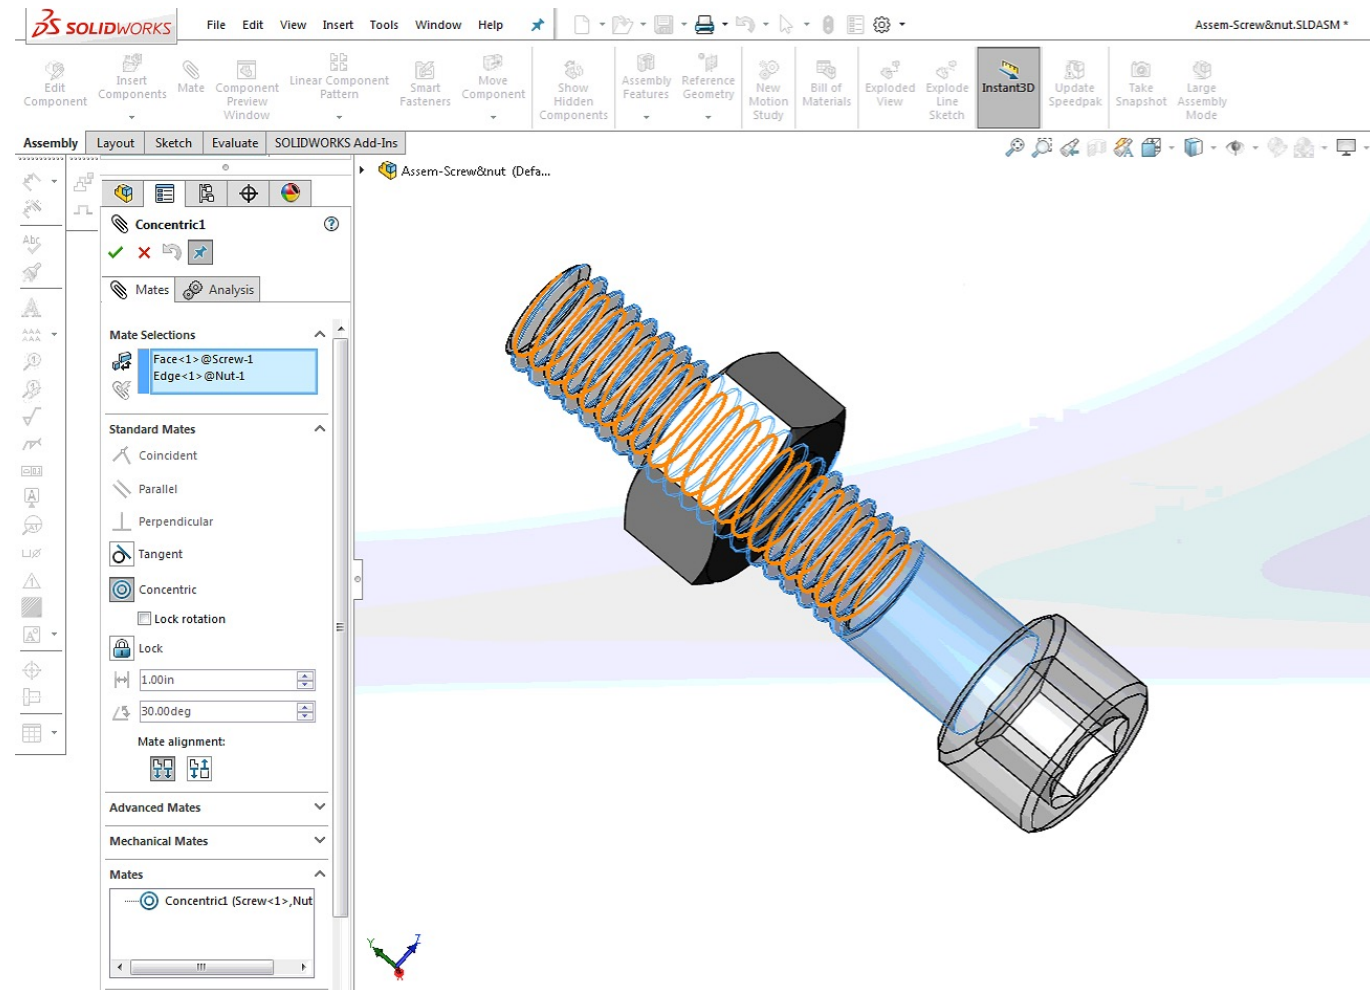 SOLIDWORKS
File Edit View Insert Tools Window Help
Assem-Screw&nut.SLDASM *
Edit Component
Insert Components
Mate
Component Preview Window
Linear Component Pattern
Smart Fasteners
Move Component
Show Hidden Components
Assembly Features
Reference Geometry
New Motion Study
Bill of Materials
Exploded View
Explode Line Sketch
Instant3D
Update Speedpak
Take Snapshot
Large Assembly Mode
Assembly Layout Sketch Evaluate SOLIDWORKS Add-Ins
Assem-Screw&nut (Defa...
Concentric1
Mates Analysis
Mate Selections
Face<1>@Screw-1
Edge<1>@Nut-1
Standard Mates
Coincident
Parallel
Perpendicular
Tangent
Concentric
Lock rotation
Lock
1.00in
30.00deg
Mate alignment:
Advanced Mates
Mechanical Mates
Mates
Concentric1 (Screw<1>,Nut
Abc
Y
Z